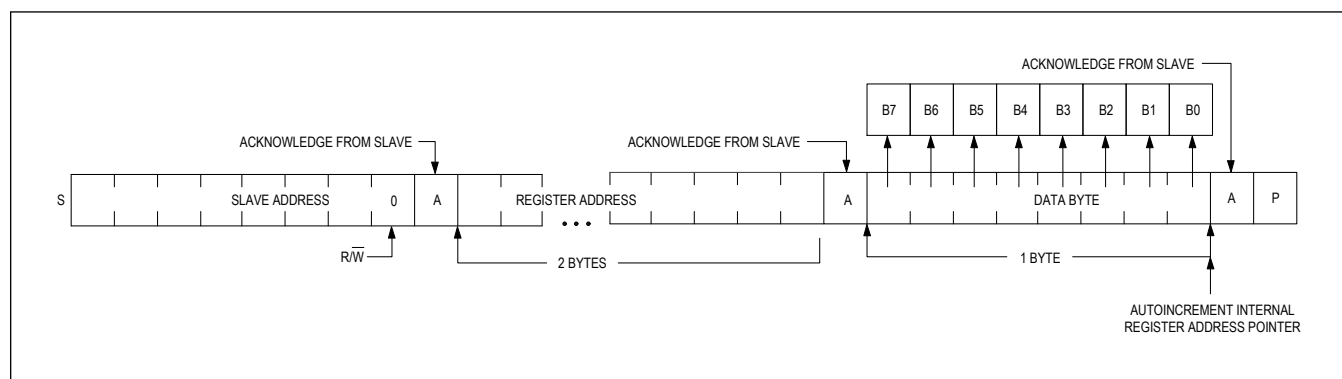 ACKNOWLEDGE FROM SLAVE
B7 B6 B5 B4 B3 B2 B1 B0
ACKNOWLEDGE FROM SLAVE
ACKNOWLEDGE FROM SLAVE
S SLAVE ADDRESS 0 A REGISTER ADDRESS A DATA BYTE A P
...
R/W̅
2 BYTES
1 BYTE
AUTOINCREMENT INTERNAL
REGISTER ADDRESS POINTER